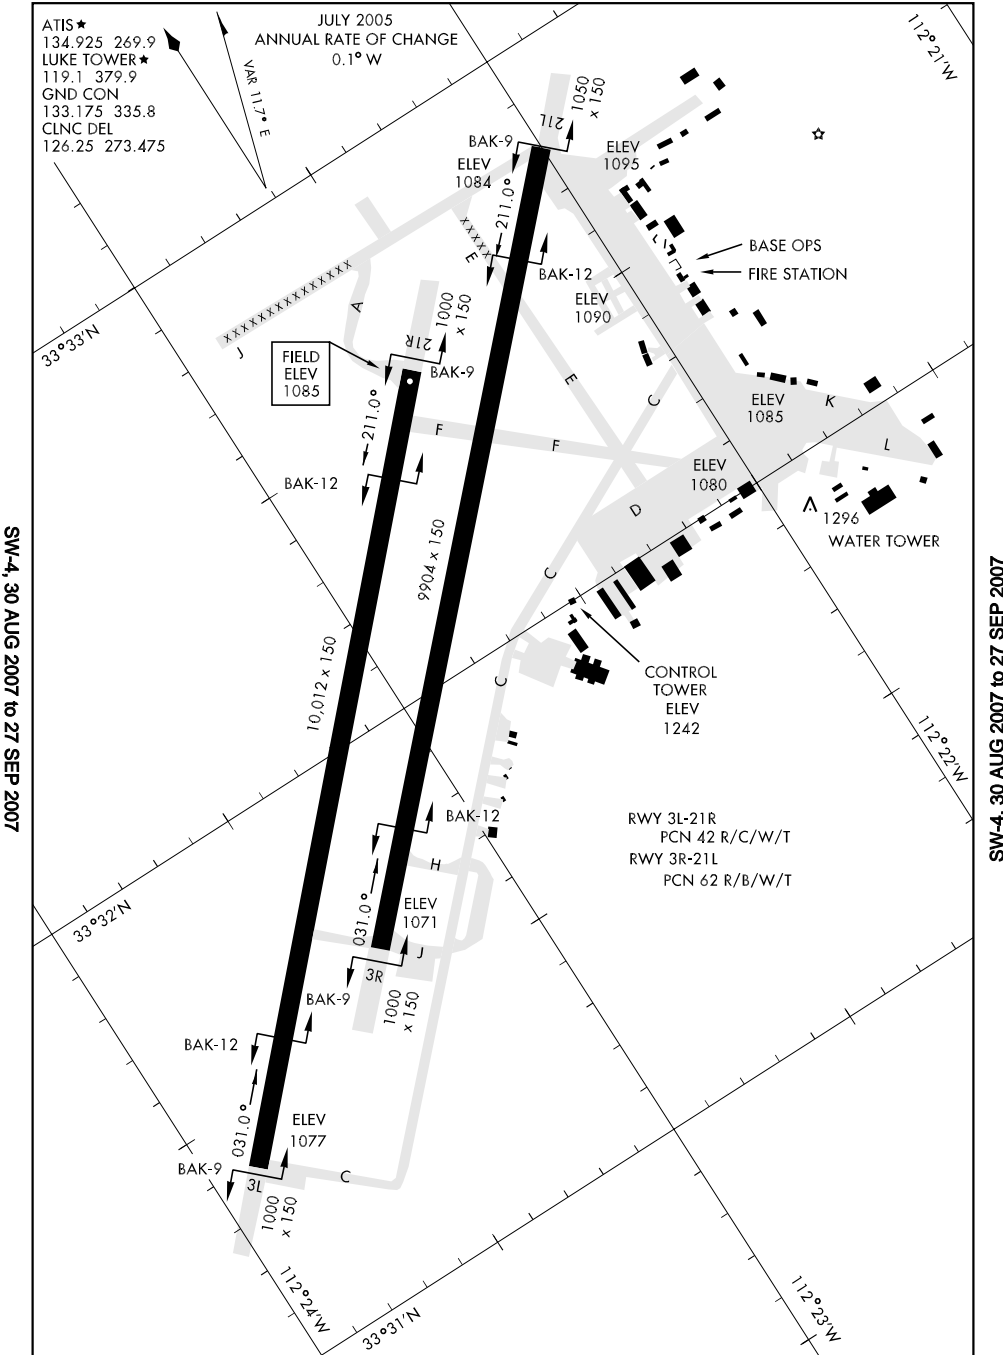 ATIS★
134.925 269.9
LUKE TOWER★
119.1 379.9
GND CON
133.175 335.8
CLNC DEL
126.25 273.475
VAR 11.7° E
JULY 2005
ANNUAL RATE OF CHANGE
0.1° W
112°21'W
21L
1050
x 150
BAK-9
ELEV
1084
211.0°
ELEV
1095
BASE OPS
FIRE STATION
xxxxx
E
BAK-12
ELEV
1090
A
xxxxxxxxxxxxxxx
J
33°33'N
1000
x 150
21R
FIELD
ELEV
1085
BAK-9
211.0°
E
C
ELEV
1085
K
F
F
L
ELEV
1080
BAK-12
D
1296
WATER TOWER
9904 x 150
C
10,012 x 150
C
CONTROL
TOWER
ELEV
1242
112°22'W
SW-4, 30 AUG 2007 to 27 SEP 2007
SW-4, 30 AUG 2007 to 27 SEP 2007
BAK-12
RWY 3L-21R
PCN 42 R/C/W/T
RWY 3R-21L
PCN 62 R/B/W/T
H
031.0°
ELEV
1071
33°32'N
J
3R
BAK-9
1000
x 150
BAK-12
031.0°
ELEV
1077
BAK-9
3L
C
1000
x 150
112°24'W
33°31'N
112°23'W